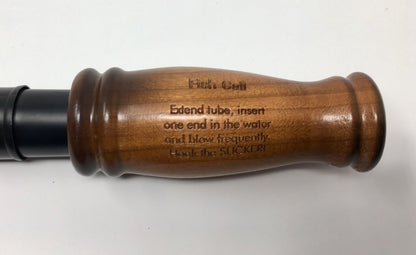 Fish Call
Extend tube, insert
one end in the water
and blow frequently.
Hook the SUCKER!